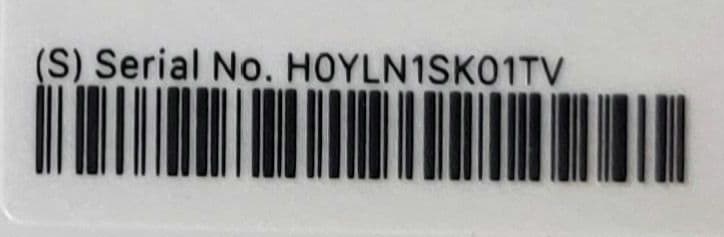 (S) Serial No. H0YLN1SK01TV